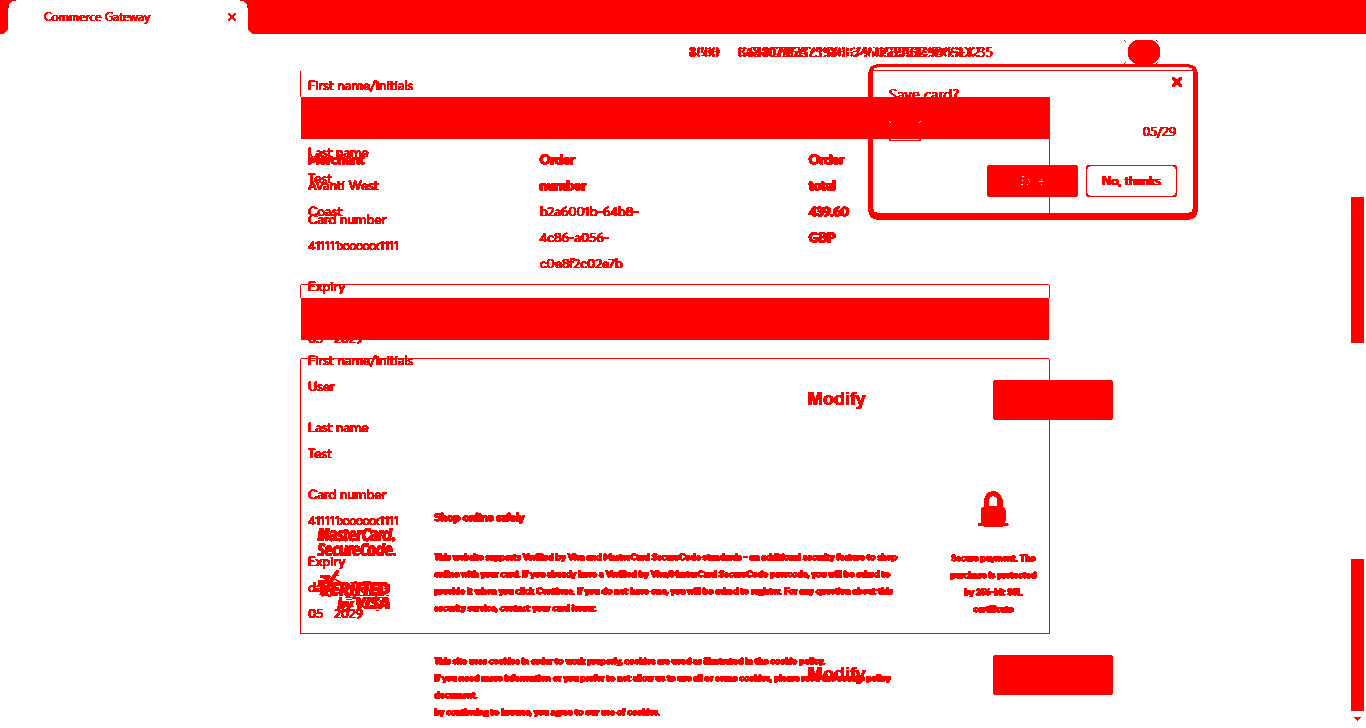 Commerce Gateway
First name/Initials
Save card?
05/29
No, thanks
Last name
Merchant
Order
Order
Test
Avanti West
number
total
Coast
b2a6001b-64b8-
439.60
Card number
4c86-a056-
GBP
411111xxxxxx1111
c0e8f2c02e7b
Expiry
05 2029
First name/Initials
User
Modify
Last name
Test
Card number
411111xxxxxx1111
Shop online safely
MasterCard.
SecureCode.
This website supports Verified by Visa and MasterCard SecureCode standards - an additional security feature to shop
online with your card. If you already have a Verified by Visa/MasterCard SecureCode passcode, you will be asked to
provide it when you click Continue. If you do not have one, you will be asked to register. For any question about this
security service, contact your card issuer.
Secure payment. The
purchase is protected
by 256-bit SSL
certificate
Expiry
VERIFIED
by VISA
05 2029
This site uses cookies in order to work properly, cookies are used as illustrated in the cookie policy.
If you need more information or you prefer to not allow us to use all or some cookies, please policy
document.
Modify
by continuing to browse, you agree to our use of cookies.